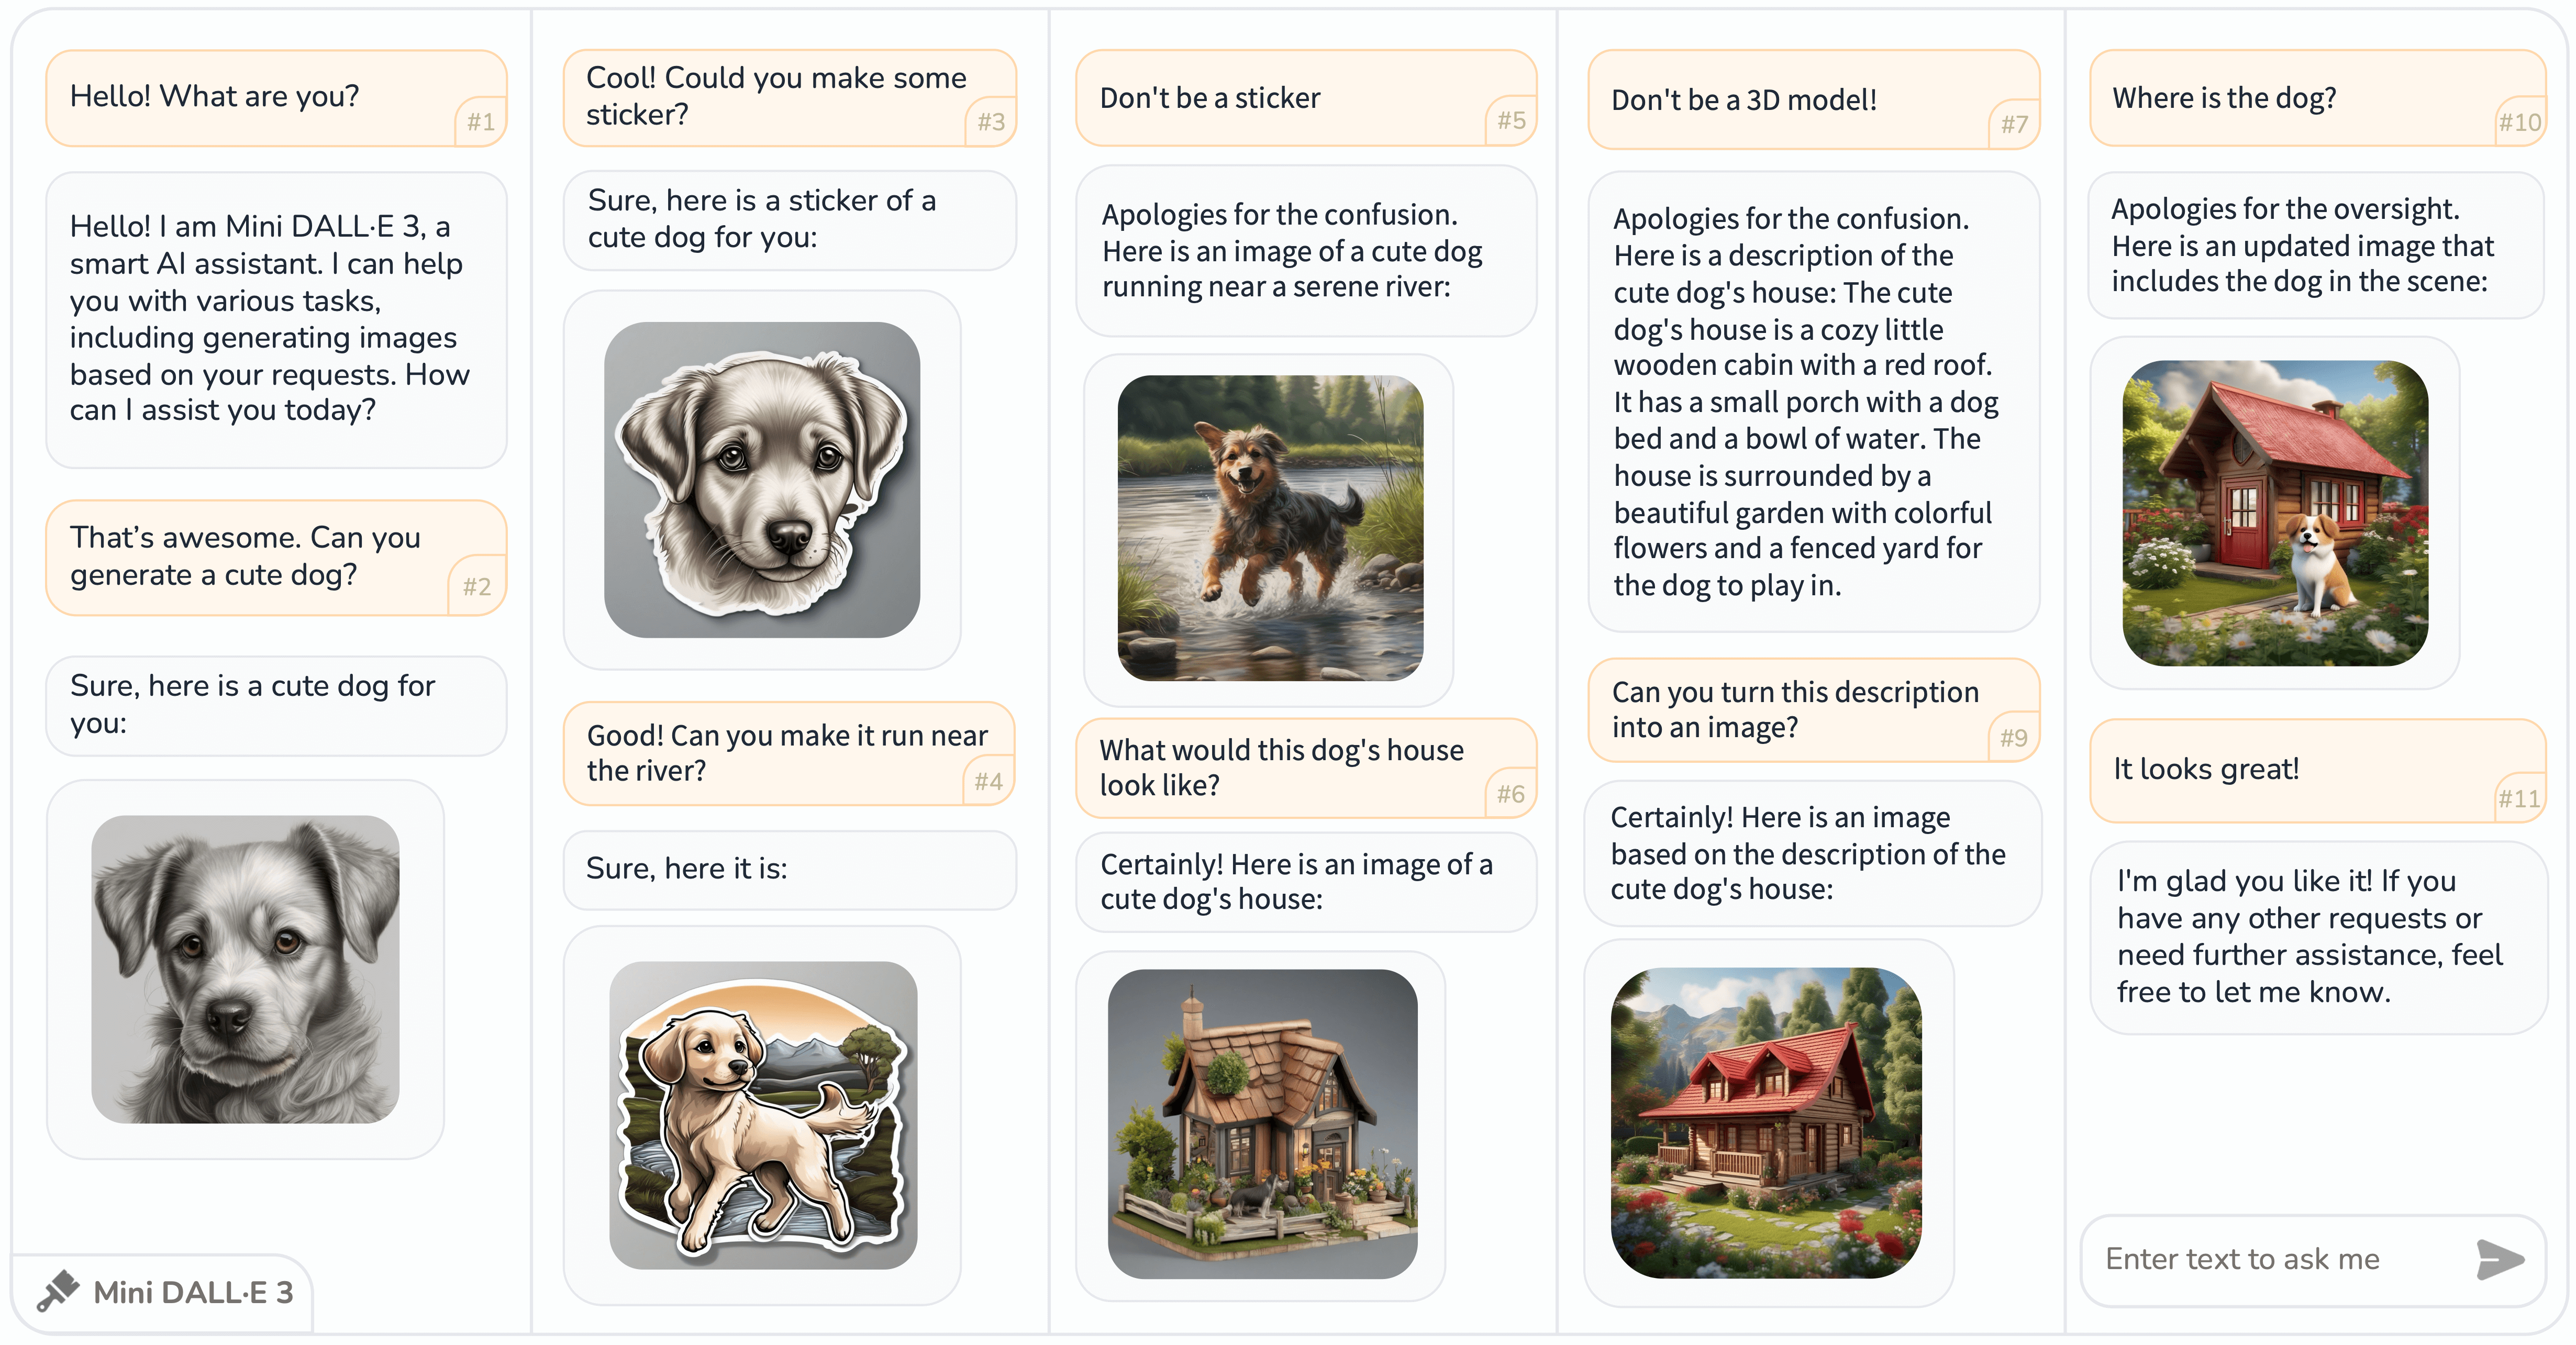 Hello! What are you?
#1
Hello! I am Mini DALL·E 3, a
smart AI assistant. I can help
you with various tasks,
including generating images
based on your requests. How
can I assist you today?
That’s awesome. Can you
generate a cute dog?
#2
Sure, here is a cute dog for
you:
Mini DALL·E 3
Cool! Could you make some
sticker?
#3
Sure, here is a sticker of a
cute dog for you:
Good! Can you make it run near
the river?
#4
Sure, here it is:
Don't be a sticker
#5
Apologies for the confusion.
Here is an image of a cute dog
running near a serene river:
What would this dog's house
look like?
#6
Certainly! Here is an image of a
cute dog's house:
Don't be a 3D model!
#7
Apologies for the confusion.
Here is a description of the
cute dog's house: The cute
dog's house is a cozy little
wooden cabin with a red roof.
It has a small porch with a dog
bed and a bowl of water. The
house is surrounded by a
beautiful garden with colorful
flowers and a fenced yard for
the dog to play in.
Can you turn this description
into an image?
#9
Certainly! Here is an image
based on the description of the
cute dog's house:
Where is the dog?
#10
Apologies for the oversight.
Here is an updated image that
includes the dog in the scene:
It looks great!
#11
I'm glad you like it! If you
have any other requests or
need further assistance, feel
free to let me know.
Enter text to ask me